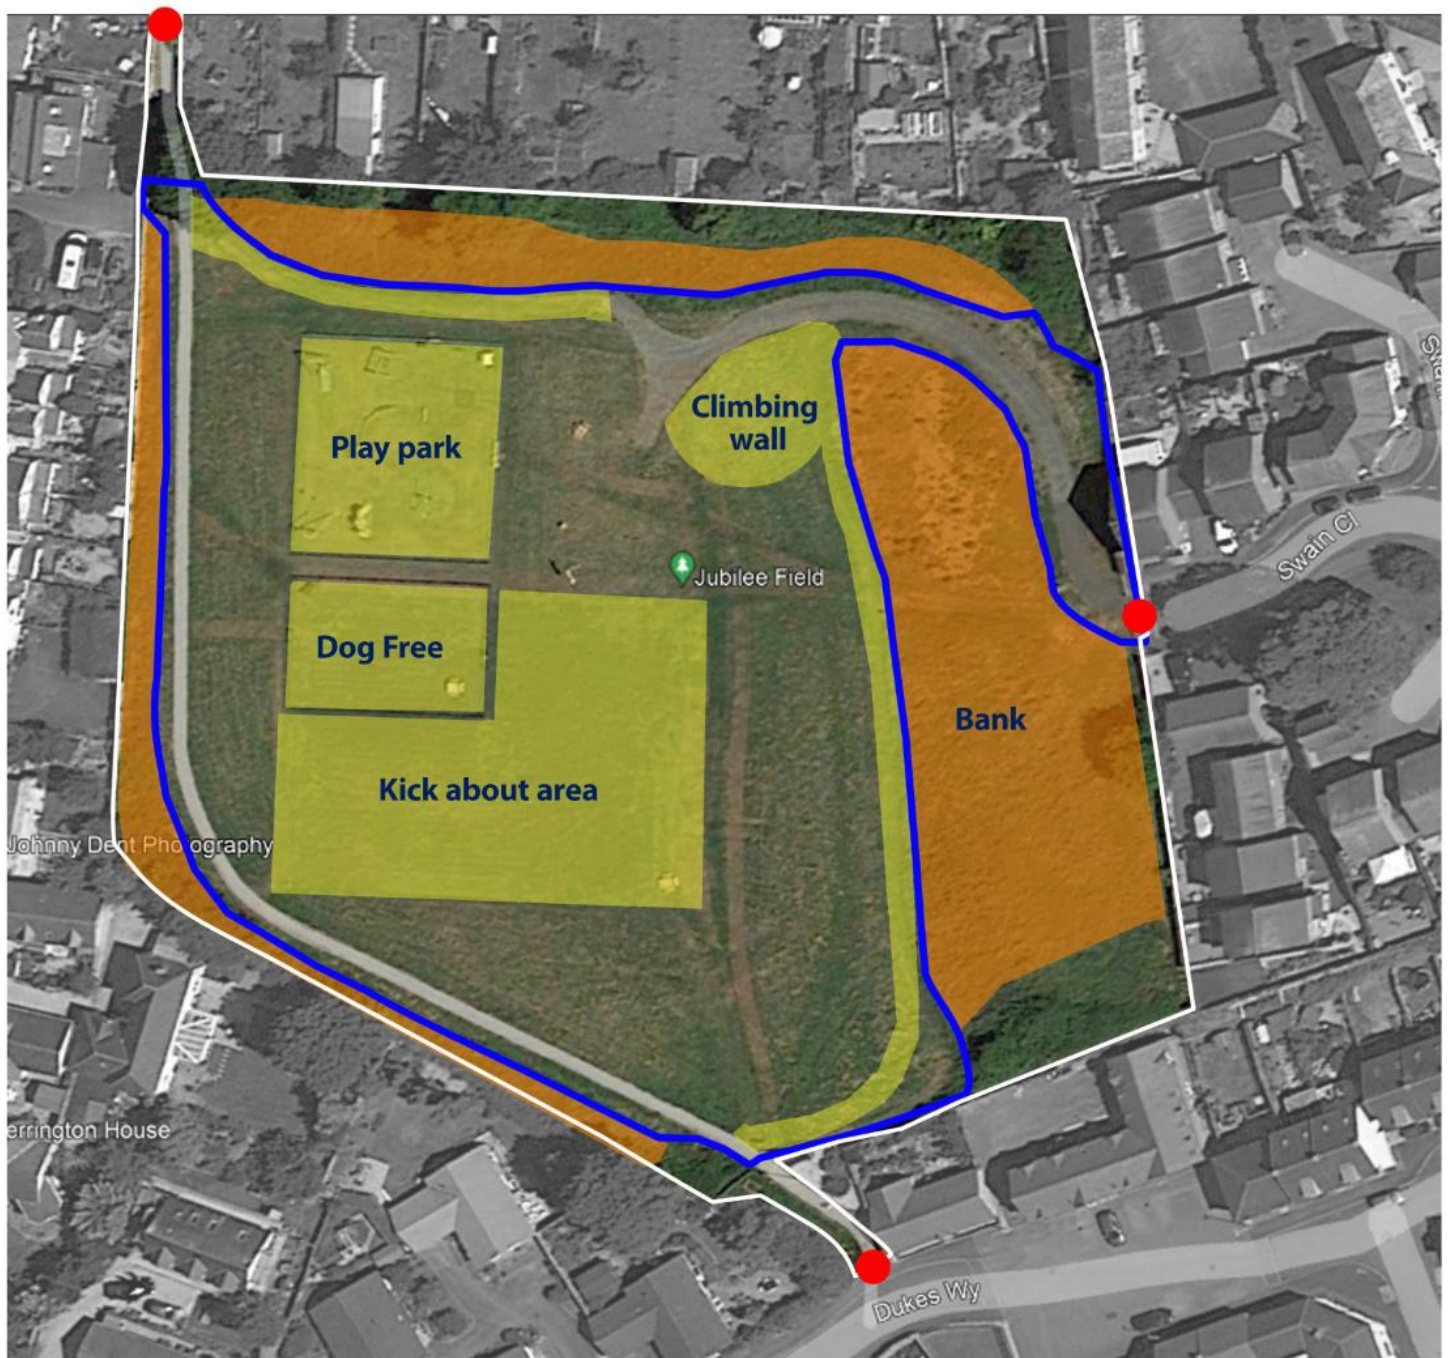 Climbing
wall
Play park
Swain Cl
Jubilee Field
Dog Free
Bank
Kick about area
Johnny Dent Photography
errington House
Dukes Wy